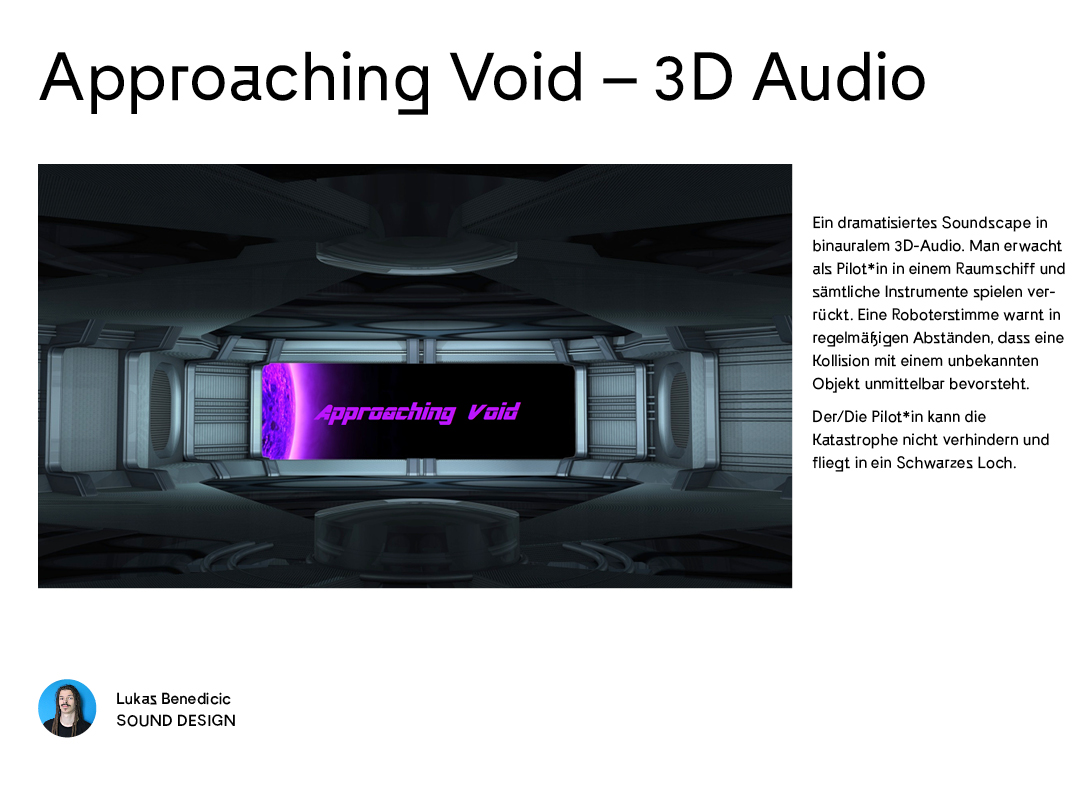 Approaching Void – 3D Audio
Approaching Void
Ein dramatisiertes Soundscape in
binauralem 3D-Audio. Man erwacht
als Pilot*in in einem Raumschiff und
sämtliche Instrumente spielen ver-
rückt. Eine Roboterstimme warnt in
regelmäßigen Abständen, dass eine
Kollision mit einem unbekannten
Objekt unmittelbar bevorsteht.
Der/Die Pilot*in kann die
Katastrophe nicht verhindern und
fliegt in ein Schwarzes Loch.
Lukas Benedicic
SOUND DESIGN